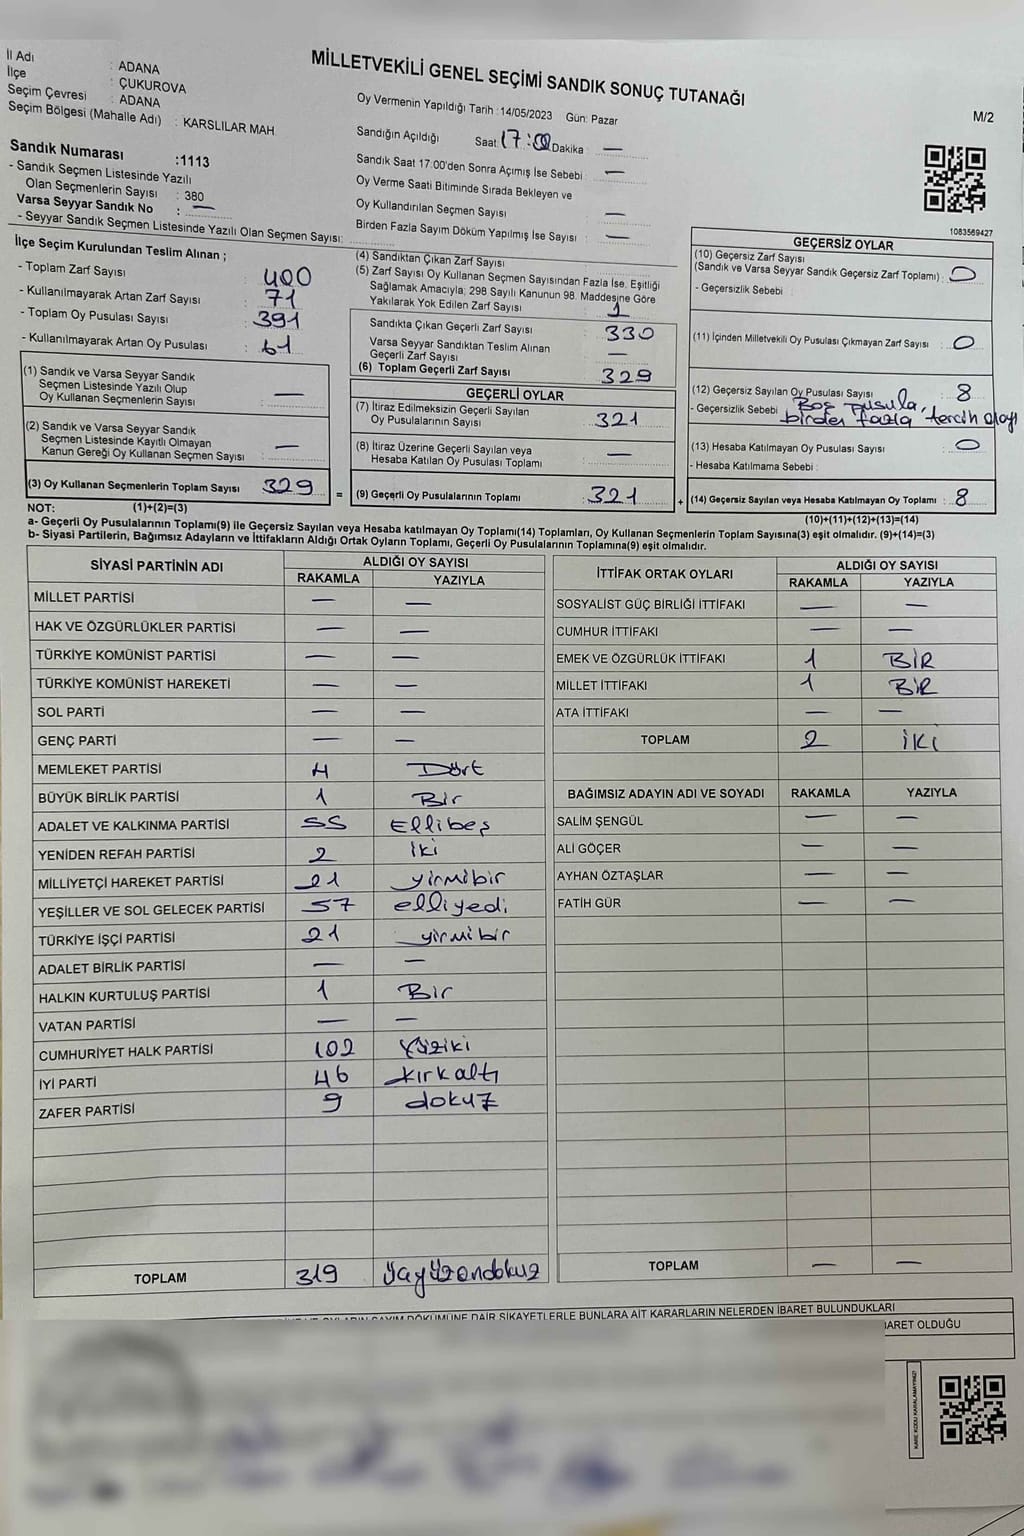 MİLLETVEKİLİ GENEL SEÇİMİ SANDIK SONUÇ TUTANAĞI
M/2
İl Adı : ADANA
İlçe : ÇUKUROVA
Seçim Çevresi : ADANA
Seçim Bölgesi (Mahalle Adı) : KARSLILAR MAH
Sandık Numarası :1113
- Sandık Seçmen Listesinde Yazılı
Olan Seçmenlerin Sayısı : 380
Varsa Seyyar Sandık No : —
- Seyyar Sandık Seçmen Listesinde Yazılı Olan Seçmen Sayısı:
Oy Vermenin Yapıldığı Tarih :14/05/2023 Gün: Pazar
Sandığın Açıldığı Saat 17:00 Dakika : —
Sandık Saat 17:00'den Sonra Açımış İse Sebebi : —
Oy Verme Saati Bitiminde Sırada Bekleyen ve
Oy Kullandırılan Seçmen Sayısı : —
Birden Fazla Sayım Döküm Yapılmış İse Sayısı : —
1083569427
İlçe Seçim Kurulundan Teslim Alınan ;
- Toplam Zarf Sayısı : 400
- Kullanılmayarak Artan Zarf Sayısı : 71
- Toplam Oy Pusulası Sayısı : 391
- Kullanılmayarak Artan Oy Pusulası : 61
(1) Sandık ve Varsa Seyyar Sandık
Seçmen Listesinde Yazılı Olup
Oy Kullanan Seçmenlerin Sayısı : —
(2) Sandık ve Varsa Seyyar Sandık
Seçmen Listesinde Kayıtlı Olmayan
Kanun Gereği Oy Kullanan Seçmen Sayısı : —
(3) Oy Kullanan Seçmenlerin Toplam Sayısı : 329
(4) Sandıktan Çıkan Zarf Sayısı
(5) Zarf Sayısı Oy Kullanan Seçmen Sayısından Fazla İse, Eşitliği
Sağlamak Amacıyla; 298 Sayılı Kanunun 98. Maddesine Göre
Yakılarak Yok Edilen Zarf Sayısı : 1
Sandıkta Çıkan Geçerli Zarf Sayısı : 330
Varsa Seyyar Sandıktan Teslim Alınan
Geçerli Zarf Sayısı : —
(6) Toplam Geçerli Zarf Sayısı : 329
GEÇERLİ OYLAR
(7) İtiraz Edilmeksizin Geçerli Sayılan
Oy Pusulalarının Sayısı : 321
(8) İtiraz Üzerine Geçerli Sayılan veya
Hesaba Katılan Oy Pusulası Toplamı : —
= (9) Geçerli Oy Pusulalarının Toplamı : 321
GEÇERSİZ OYLAR
(10) Geçersiz Zarf Sayısı
(Sandık ve Varsa Seyyar Sandık Geçersiz Zarf Toplamı) : 0
- Geçersizlik Sebebi :
(11) İçinden Milletvekili Oy Pusulası Çıkmayan Zarf Sayısı : 0
(12) Geçersiz Sayılan Oy Pusulası Sayısı : 8
- Geçersizlik Sebebi : Boş pusula,
birden fazla tercih olayı
(13) Hesaba Katılmayan Oy Pusulası Sayısı : 0
- Hesaba Katılmama Sebebi :
+ (14) Geçersiz Sayılan veya Hesaba Katılmayan Oy Toplamı : 8
NOT: (1)+(2)=(3)
(10)+(11)+(12)+(13)=(14)
a- Geçerli Oy Pusulalarının Toplamı(9) ile Geçersiz Sayılan veya Hesaba katılmayan Oy Toplamı(14) Toplamları, Oy Kullanan Seçmenlerin Toplam Sayısına(3) eşit olmalıdır. (9)+(14)=(3)
b- Siyasi Partilerin, Bağımsız Adayların ve İttifakların Aldığı Ortak Oyların Toplamı, Geçerli Oy Pusulalarının Toplamına(9) eşit olmalıdır.
SİYASİ PARTİNİN ADI ALDIĞI OY SAYISI
RAKAMLA YAZIYLA
MİLLET PARTİSİ — —
HAK VE ÖZGÜRLÜKLER PARTİSİ — —
TÜRKİYE KOMÜNİST PARTİSİ — —
TÜRKİYE KOMÜNİST HAREKETİ — —
SOL PARTİ — —
GENÇ PARTİ — —
MEMLEKET PARTİSİ 4 Dört
BÜYÜK BİRLİK PARTİSİ 1 Bir
ADALET VE KALKINMA PARTİSİ 55 Ellibeş
YENİDEN REFAH PARTİSİ 2 İki
MİLLİYETÇİ HAREKET PARTİSİ 21 yirmibir
YEŞİLLER VE SOL GELECEK PARTİSİ 57 elliyedi
TÜRKİYE İŞÇİ PARTİSİ 21 yirmibir
ADALET BİRLİK PARTİSİ — —
HALKIN KURTULUŞ PARTİSİ 1 Bir
VATAN PARTİSİ — —
CUMHURİYET HALK PARTİSİ 102 Yüziki
İYİ PARTİ 46 kırkaltı
ZAFER PARTİSİ 9 dokuz
TOPLAM 319 Üçyüzondokuz
İTTİFAK ORTAK OYLARI ALDIĞI OY SAYISI
RAKAMLA YAZIYLA
SOSYALİST GÜÇ BİRLİĞİ İTTİFAKI — —
CUMHUR İTTİFAKI — —
EMEK VE ÖZGÜRLÜK İTTİFAKI 1 BİR
MİLLET İTTİFAKI 1 BİR
ATA İTTİFAKI — —
TOPLAM 2 İKİ
BAĞIMSIZ ADAYIN ADI VE SOYADI RAKAMLA YAZIYLA
SALİM ŞENGÜL — —
ALİ GÖÇER — —
AYHAN ÖZTAŞLAR — —
FATİH GÜR — —
TOPLAM — —
SAYIM DÖKÜMÜNE DAİR ŞİKAYETLERLE BUNLARA AİT KARARLARIN NELERDEN İBARET BULUNDUKLARI
İBARET OLDUĞU
KARE KODU KARALAMAYINIZ!